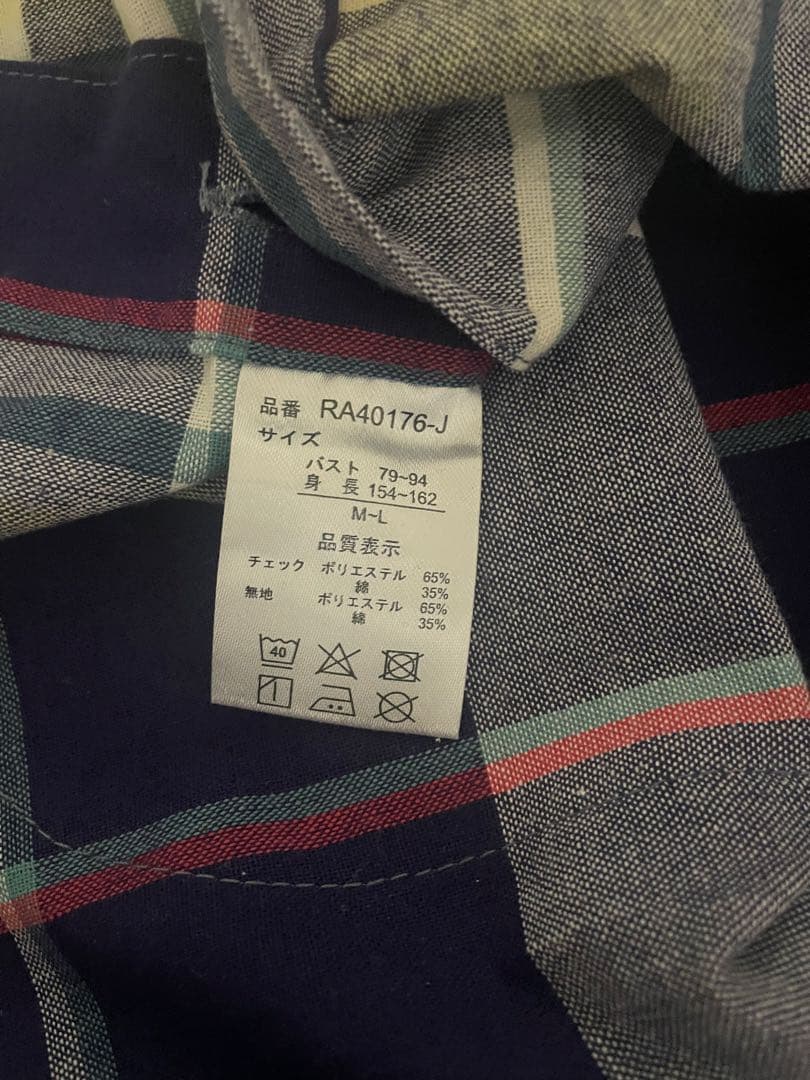 品番 RA40176-J
サイズ
バスト 79~94
身 長 154~162
M~L
品質表示
チェック ポリエステル 65%
綿 35%
無地 ポリエステル 65%
綿 35%
40